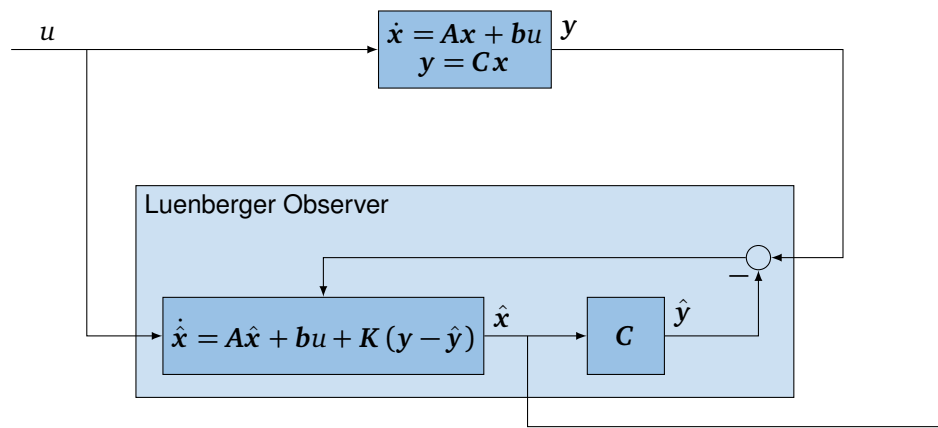 u
ẋ = Ax + bu
y = Cx
y
Luenberger Observer
−
x̂̇ = Ax̂ + bu + K (y − ŷ)
x̂
C
ŷ